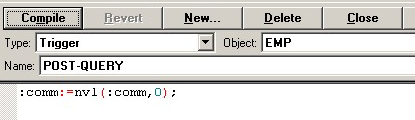 Compile Revert New... Delete Close
Type: Trigger Object: EMP
Name: POST-QUERY
:comm:=nvl(:comm,0);